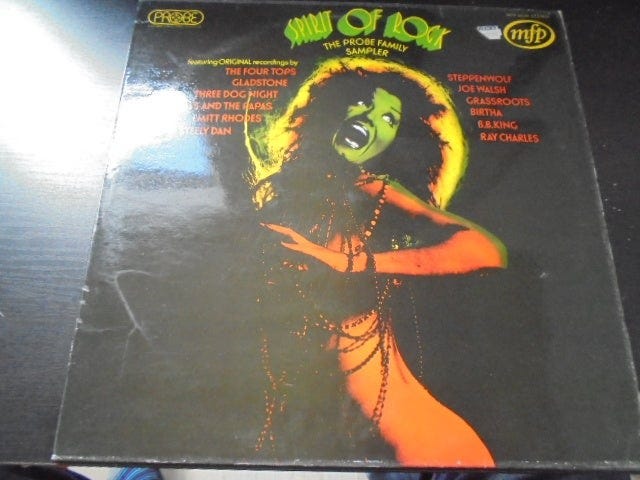 PROBE
SPIRIT OF ROCK
THE PROBE FAMILY
SAMPLER
mfp
featuring ORIGINAL recordings by
THE FOUR TOPS
GLADSTONE
THREE DOG NIGHT
AND THE PAPAS
EMITT RHODES
STEELY DAN
STEPPENWOLF
JOE WALSH
GRASSROOTS
BIRTHA
B.B.KING
RAY CHARLES